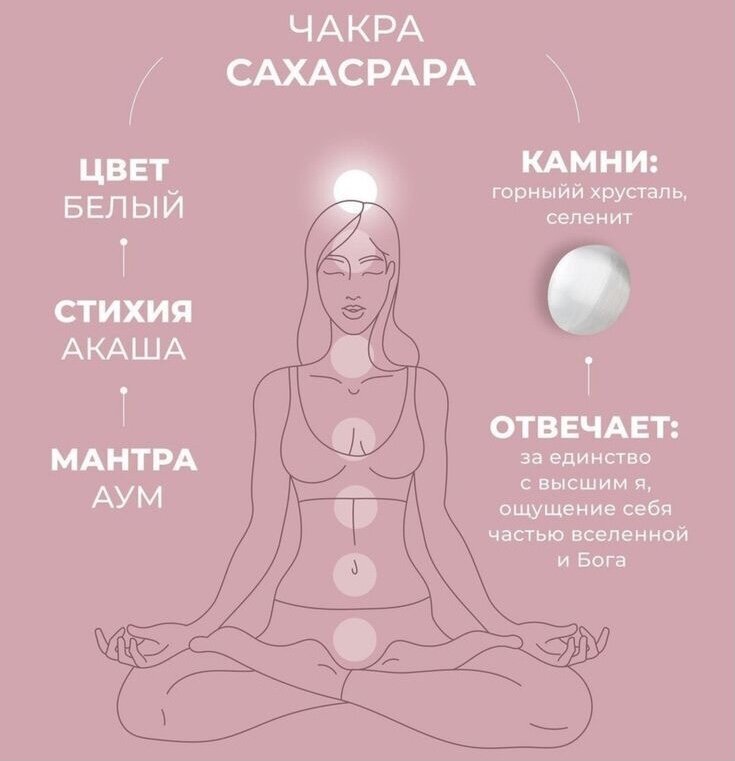 ЧАКРА
САХАСРАРА
ЦВЕТ
БЕЛЫЙ
СТИХИЯ
АКАША
МАНТРА
АУМ
КАМНИ:
горныйй хрусталь,
селенит
ОТВЕЧАЕТ:
за единство
с высшим я,
ощущение себя
частью вселенной
и Бога